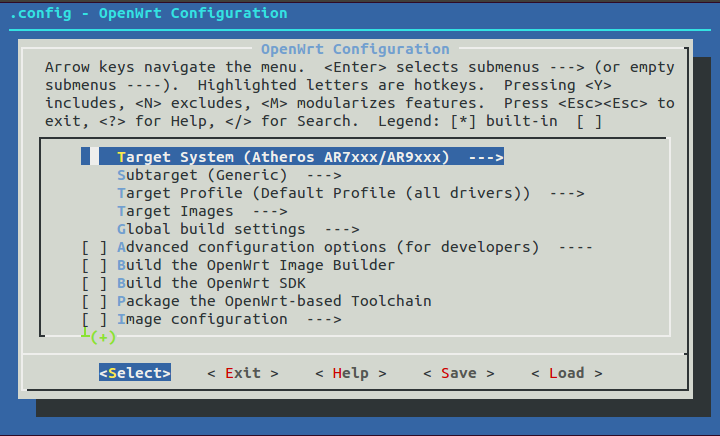 .config - OpenWrt Configuration
OpenWrt Configuration
Arrow keys navigate the menu.  <Enter> selects submenus ---> (or empty
submenus ----).  Highlighted letters are hotkeys.  Pressing <Y>
includes, <N> excludes, <M> modularizes features.  Press <Esc><Esc> to
exit, <?> for Help, </> for Search.  Legend: [*] built-in  [ ]
Target System (Atheros AR7xxx/AR9xxx)  --->
Subtarget (Generic)  --->
Target Profile (Default Profile (all drivers))  --->
Target Images  --->
Global build settings  --->
[ ] Advanced configuration options (for developers)  ----
[ ] Build the OpenWrt Image Builder
[ ] Build the OpenWrt SDK
[ ] Package the OpenWrt-based Toolchain
[ ] Image configuration  --->
┴(+)
<Select>    < Exit >    < Help >    < Save >    < Load >